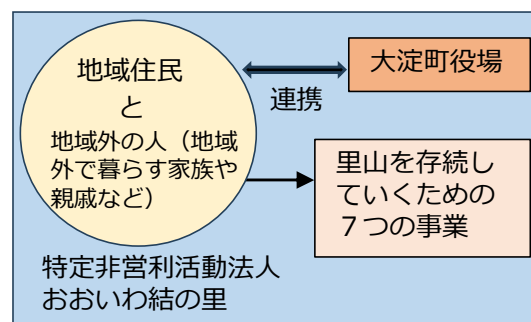 地域住民
と
地域外の人（地域
外で暮らす家族や
親戚など）
連携
大淀町役場
里山を存続し
ていくための
７つの事業
特定非営利活動法人
おおいわ結の里